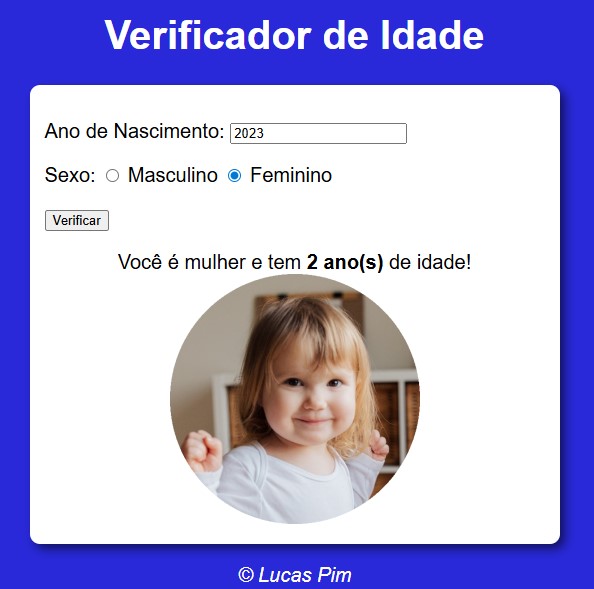 Verificador de Idade
Ano de Nascimento: 2023
Sexo: Masculino Feminino
Verificar
Você é mulher e tem 2 ano(s) de idade!
© Lucas Pim